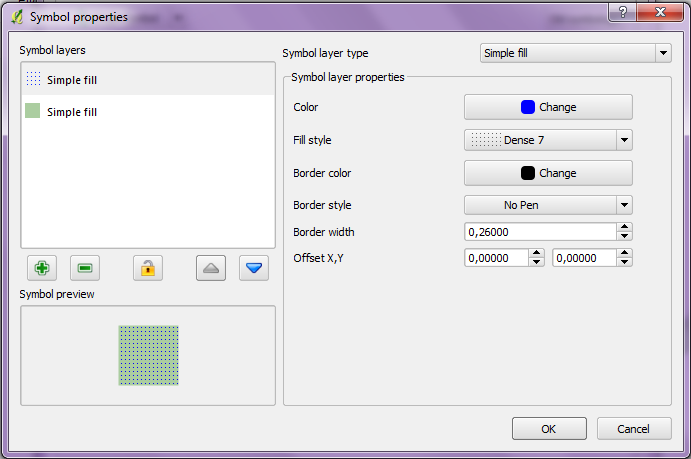 Symbol properties
Symbol layers
Simple fill
Simple fill
Symbol preview
Symbol layer type
Simple fill
Symbol layer properties
Color
Change
Fill style
Dense 7
Border color
Change
Border style
No Pen
Border width
0,26000
Offset X,Y
0,00000
0,00000
OK
Cancel